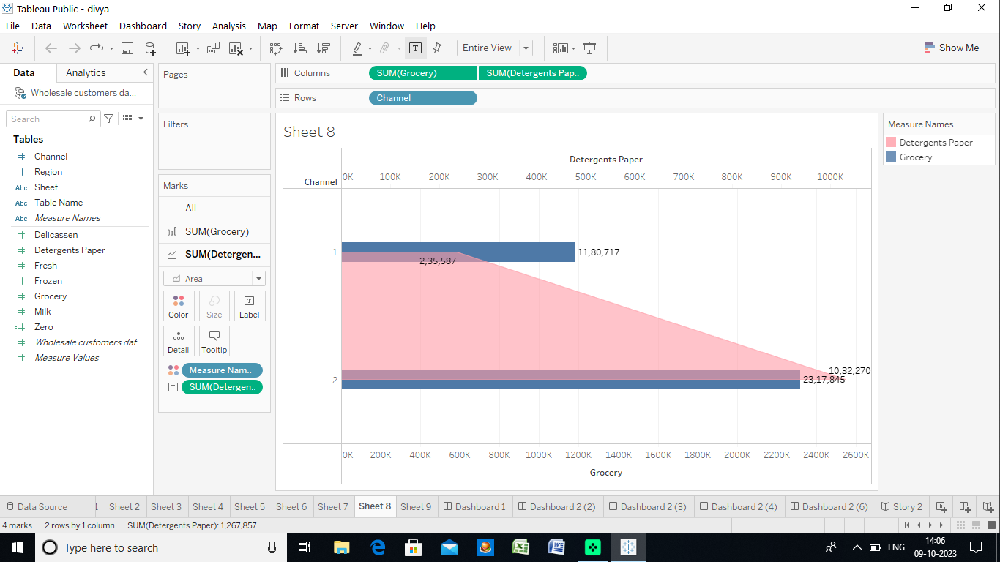 Tableau Public - divya
File Data Worksheet Dashboard Story Analysis Map Format Server Window Help
Entire View
Show Me
Data Analytics
Wholesale customers da...
Search
Tables
Channel
Region
Abc Sheet
Abc Table Name
Abc Measure Names
Delicassen
Detergents Paper
Fresh
Frozen
Grocery
Milk
Zero
Wholesale customers dat...
Measure Values
Pages
Filters
Marks
All
SUM(Grocery)
SUM(Detergen...
Area
Color Size Label
Detail Tooltip
Measure Nam..
SUM(Detergen..
Columns SUM(Grocery) SUM(Detergents Pap..
Rows Channel
Sheet 8
Detergents Paper
Channel 0K 100K 200K 300K 400K 500K 600K 700K 800K 900K 1000K
1 11,80,717
2,35,587
10,32,270
2 23,17,845
0K 200K 400K 600K 800K 1000K 1200K 1400K 1600K 1800K 2000K 2200K 2400K 2600K
Grocery
Measure Names
Detergents Paper
Grocery
Data Source 1 Sheet 2 Sheet 3 Sheet 4 Sheet 5 Sheet 6 Sheet 7 Sheet 8 Sheet 9 Dashboard 1 Dashboard 2 (2) Dashboard 2 (3) Dashboard 2 (4) Dashboard 2 (6) Story 2
4 marks 2 rows by 1 column SUM(Detergents Paper): 1,267,857
Type here to search
ENG
14:06
09-10-2023